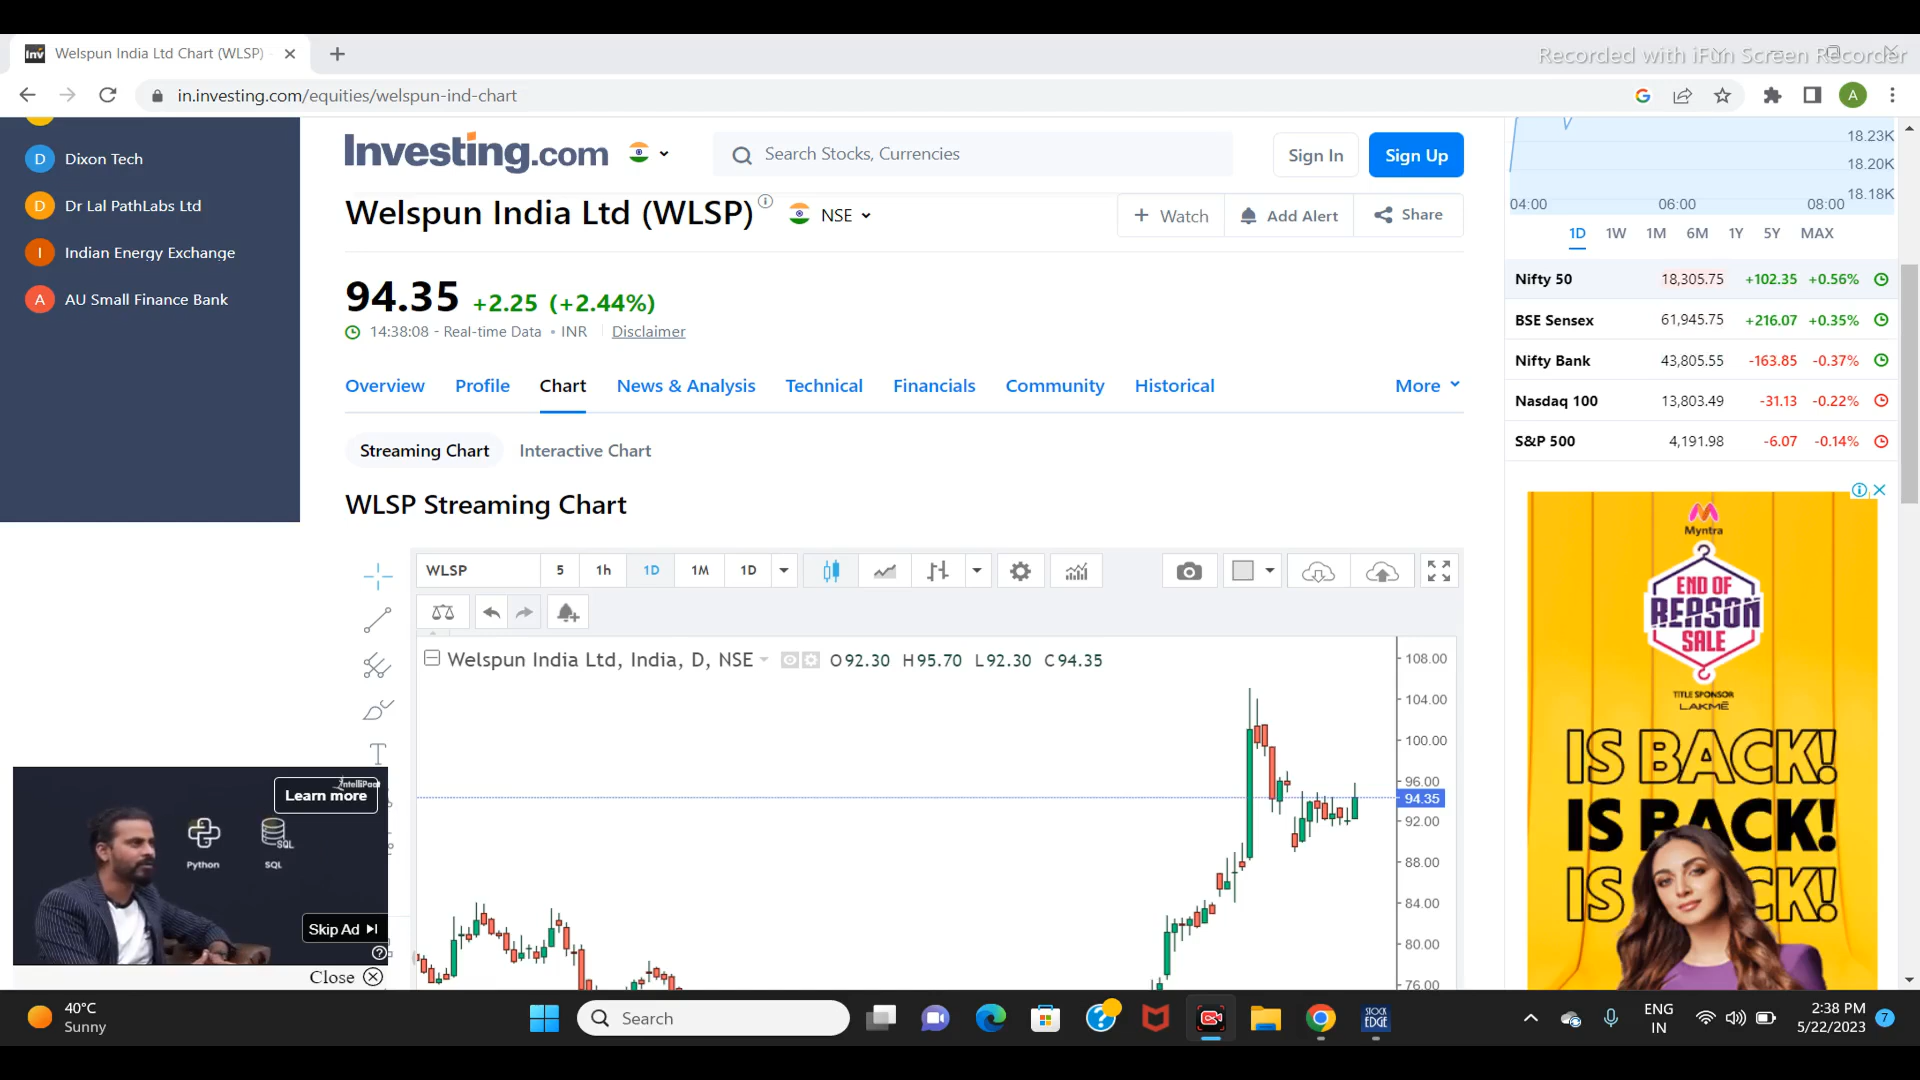 Welspun India Ltd Chart (WLSP)
Recorded with iFun Screen Recorder
in.investing.com/equities/welspun-ind-chart
A
D Dixon Tech
D Dr Lal PathLabs Ltd
I Indian Energy Exchange
A AU Small Finance Bank
Investing.com
Search Stocks, Currencies
Sign In
Sign Up
Welspun India Ltd (WLSP)
NSE
+ Watch
Add Alert
Share
94.35 +2.25 (+2.44%)
14:38:08 - Real-time Data • INR Disclaimer
Overview Profile Chart News & Analysis Technical Financials Community Historical More
Streaming Chart Interactive Chart
WLSP Streaming Chart
WLSP 5 1h 1D 1M 1D
Welspun India Ltd, India, D, NSE O92.30 H95.70 L92.30 C94.35
108.00
104.00
100.00
96.00
94.35
92.00
88.00
84.00
80.00
76.00
18.23K
18.20K
18.18K
04:00 06:00 08:00
1D 1W 1M 6M 1Y 5Y MAX
Nifty 50 18,305.75 +102.35 +0.56%
BSE Sensex 61,945.75 +216.07 +0.35%
Nifty Bank 43,805.55 -163.85 -0.37%
Nasdaq 100 13,803.49 -31.13 -0.22%
S&P 500 4,191.98 -6.07 -0.14%
Myntra
END OF
REASON
SALE
TITLE SPONSOR
LAKMĒ
IS BACK!
IS BACK!
IntelliPaat
Learn more
Python
SQL
SQL
Skip Ad
Close
40°C
Sunny
Search
STOCK
EDGE
ENG
IN
2:38 PM
5/22/2023
7